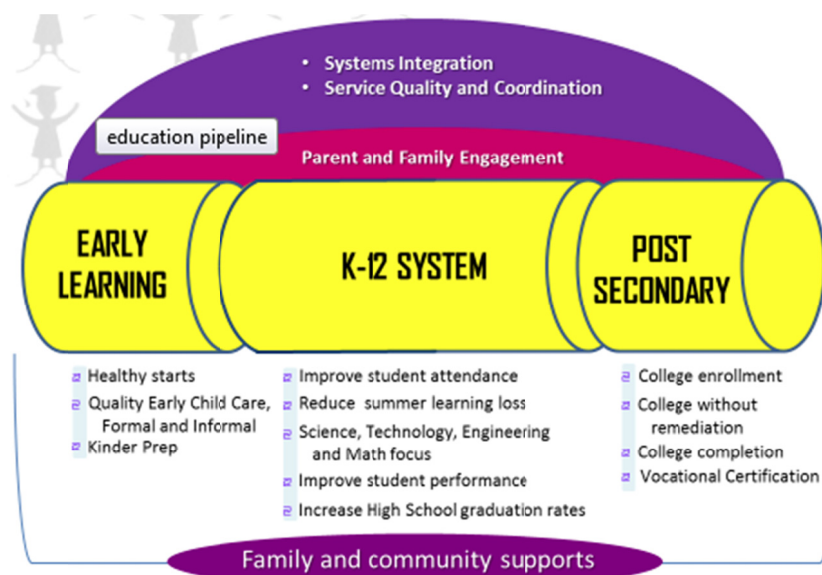 • Systems Integration
• Service Quality and Coordination
education pipeline
Parent and Family Engagement
EARLY
LEARNING
K-12 SYSTEM
POST
SECONDARY
Healthy starts
Quality Early Child Care,
Formal and Informal
Kinder Prep
Improve student attendance
Reduce summer learning loss
Science, Technology, Engineering
and Math focus
Improve student performance
Increase High School graduation rates
College enrollment
College without
remediation
College completion
Vocational Certification
Family and community supports